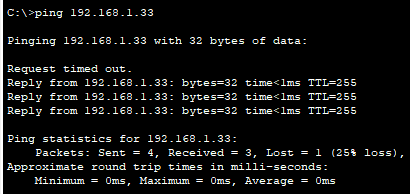 C:\>ping 192.168.1.33
Pinging 192.168.1.33 with 32 bytes of data:
Request timed out.
Reply from 192.168.1.33: bytes=32 time<1ms TTL=255
Reply from 192.168.1.33: bytes=32 time<1ms TTL=255
Reply from 192.168.1.33: bytes=32 time<1ms TTL=255
Ping statistics for 192.168.1.33:
    Packets: Sent = 4, Received = 3, Lost = 1 (25% loss),
Approximate round trip times in milli-seconds:
    Minimum = 0ms, Maximum = 0ms, Average = 0ms